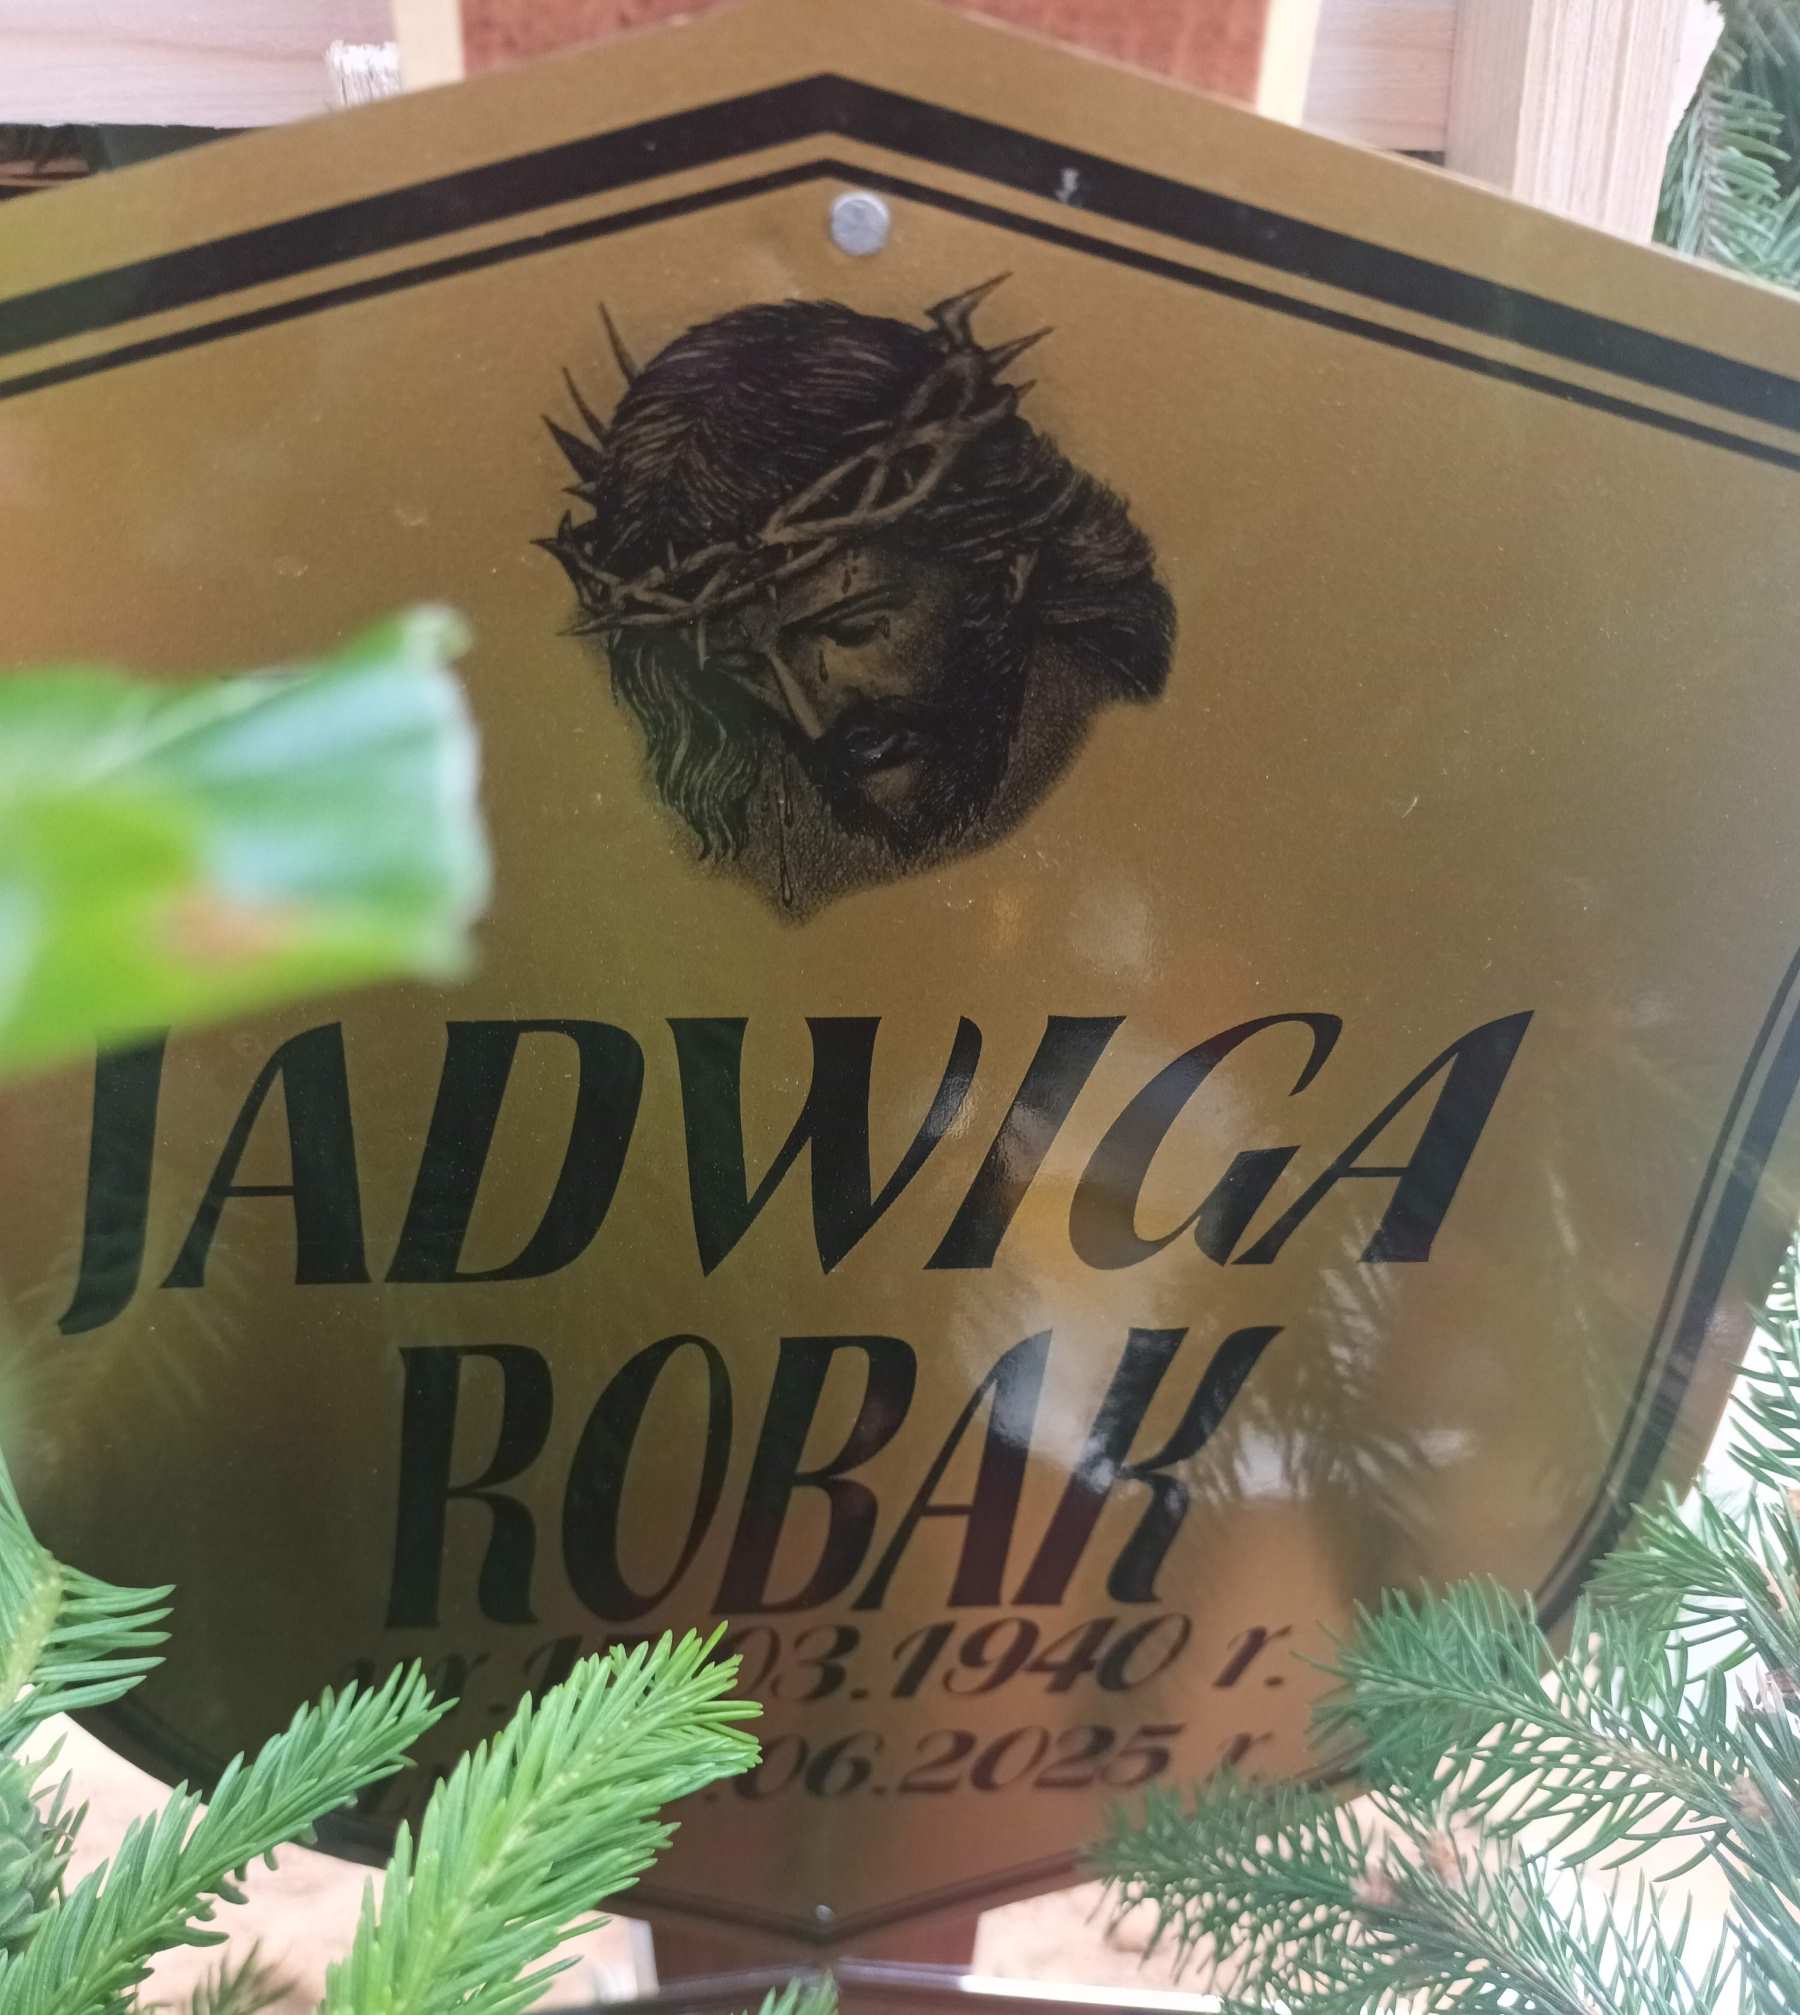 JADWIGA
ROBAK
03.1940 r.
.06.2025 r.